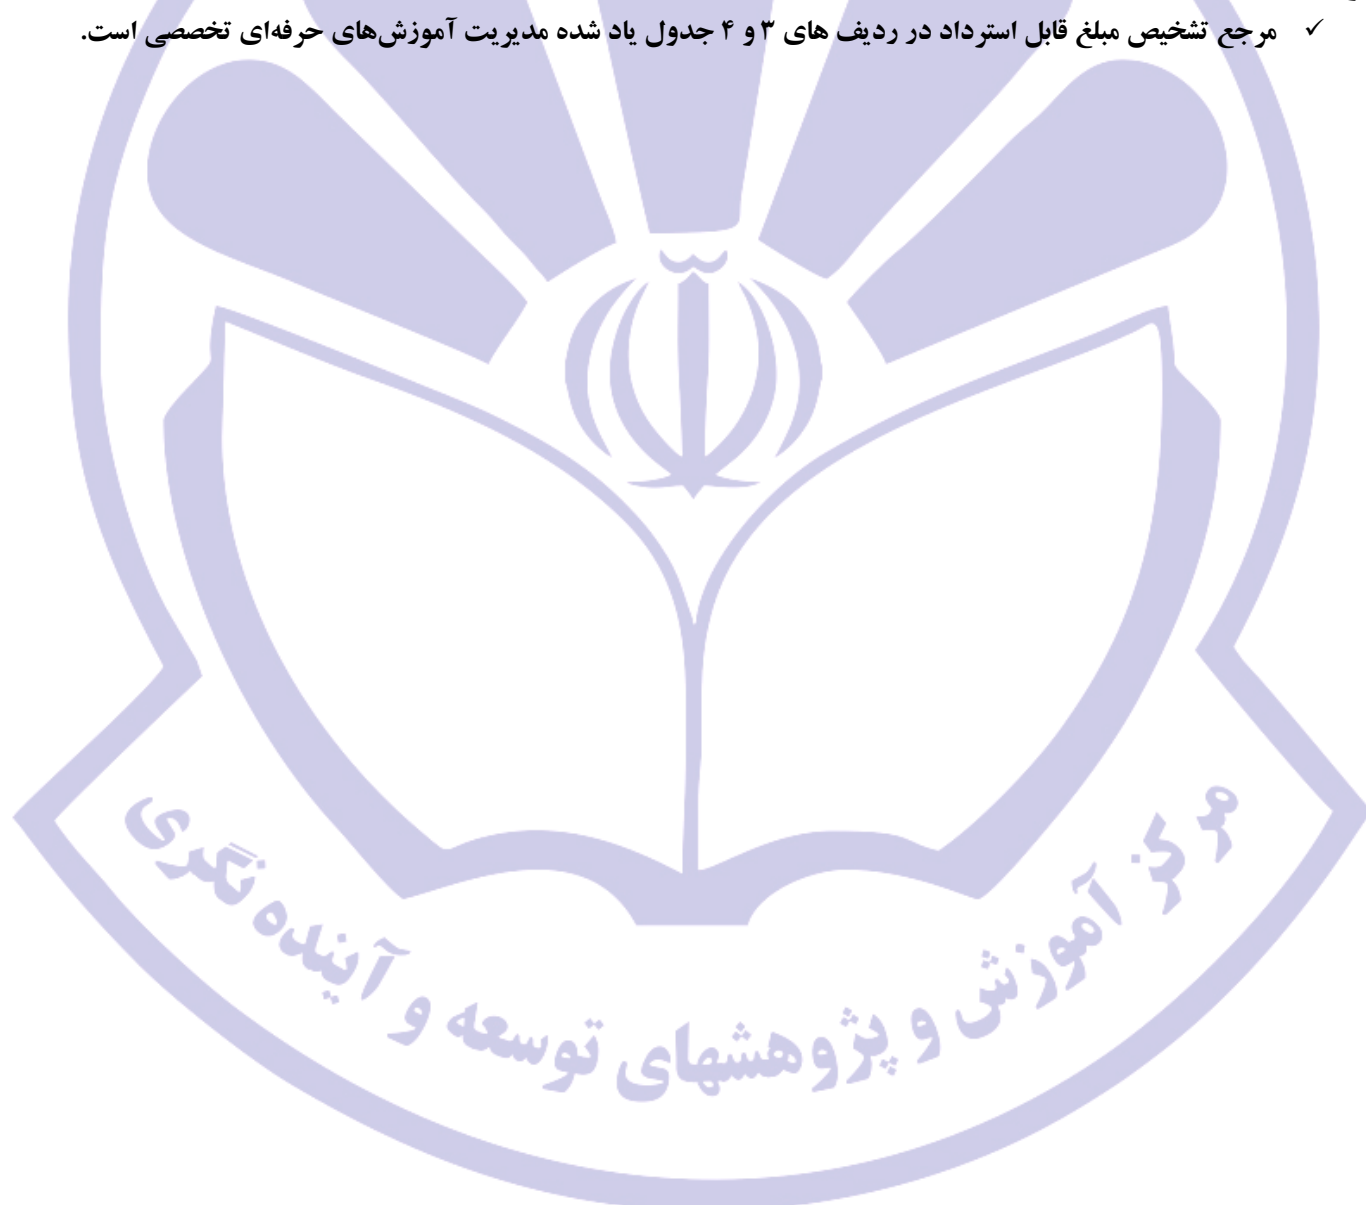 ✓ مرجع تشخیص مبلغ قابل استرداد در ردیف های ۳ و ۴ جدول یاد شده مدیریت آموزش‌های حرفه‌ای تخصصی است.
مرکز آموزش و پژوهشهای توسعه و آینده نگری